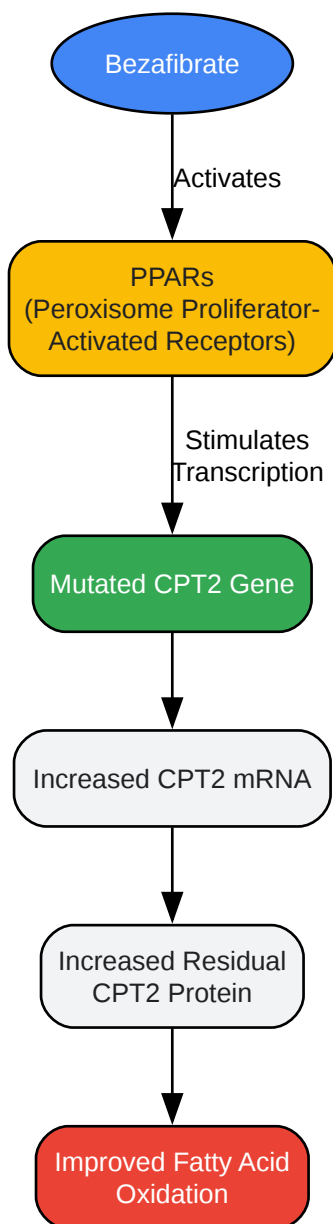 Bezafibrate
Activates
PPARs
(Peroxisome Proliferator-
Activated Receptors)
Stimulates
Transcription
Mutated CPT2 Gene
Increased CPT2 mRNA
Increased Residual
CPT2 Protein
Improved Fatty Acid
Oxidation